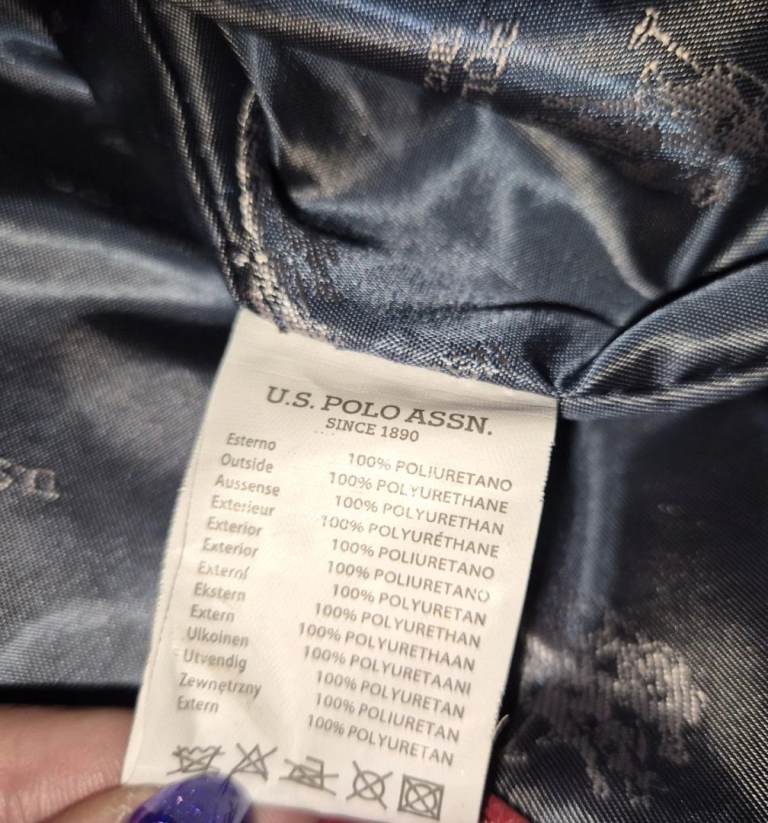 U.S. POLO ASSN.
SINCE 1890
Esterno 100% POLIURETANO
Outside 100% POLYURETHANE
Aussense 100% POLYURETHAN
Exterieur 100% POLYURÉTHANE
Exterior 100% POLIURETANO
Exterior 100% POLIURETANO
Externí 100% POLYURETAN
Ekstern 100% POLYURETHAN
Extern 100% POLYURETHAAN
Ulkoinen 100% POLYURETAANI
Utvendig 100% POLYURETAN
Zewnętrzny 100% POLIURETAN
Extern 100% POLYURETAN